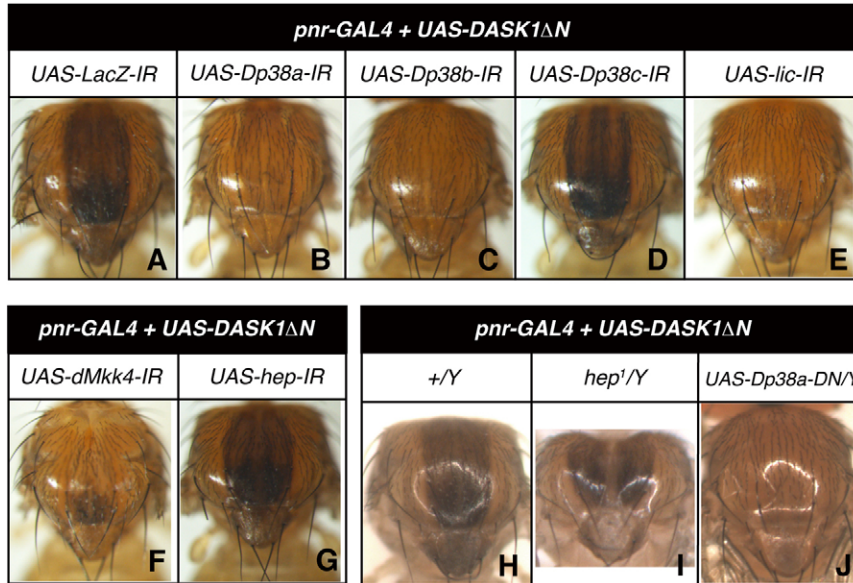 pnr-GAL4 + UAS-DASK1ΔN
UAS-LacZ-IR UAS-Dp38a-IR UAS-Dp38b-IR UAS-Dp38c-IR UAS-lic-IR
A B C D E
pnr-GAL4 + UAS-DASK1ΔN
UAS-dMkk4-IR UAS-hep-IR
F G
pnr-GAL4 + UAS-DASK1ΔN
+/Y hep¹/Y UAS-Dp38a-DN/Y
H I J